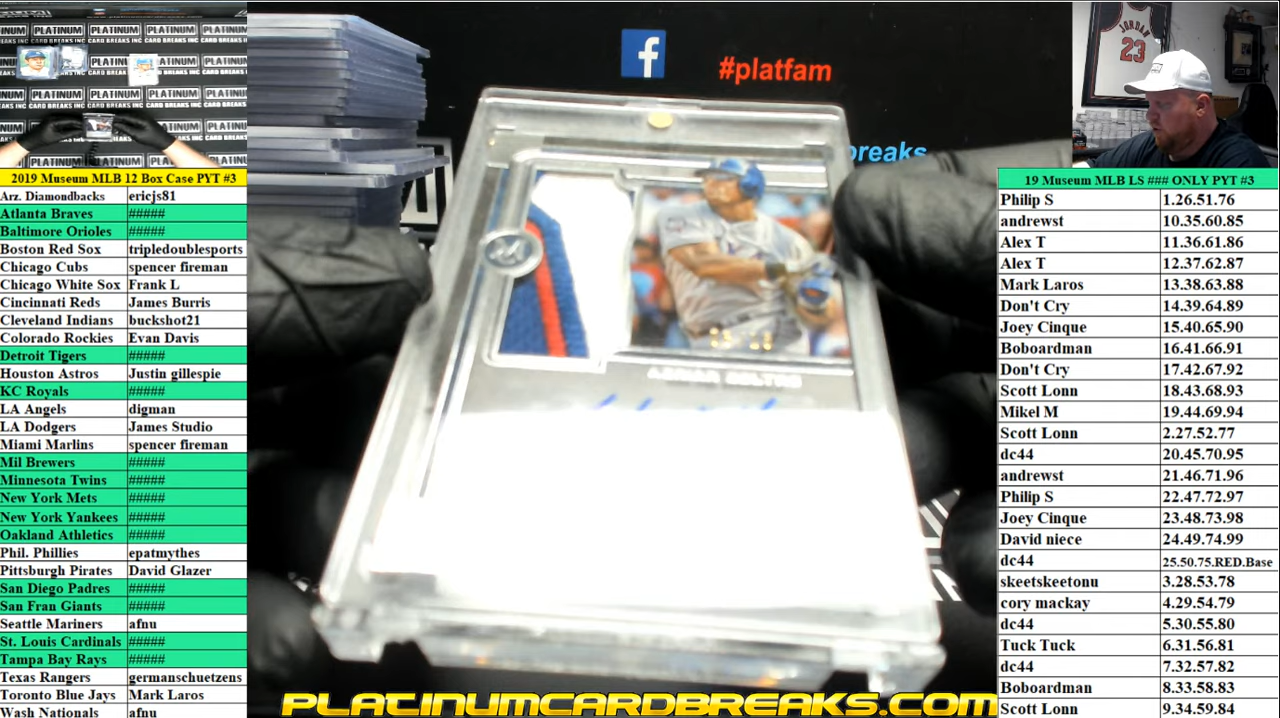 PLATINUM
CARD BREAKS INC
#platfam
breaks
JORDAN
23
2019 Museum MLB 12 Box Case PYT #3
Arz. Diamondbacks ericjs81
Atlanta Braves #####
Baltimore Orioles #####
Boston Red Sox tripledoublesports
Chicago Cubs spencer fireman
Chicago White Sox Frank L
Cincinnati Reds James Burris
Cleveland Indians buckshot21
Colorado Rockies Evan Davis
Detroit Tigers #####
Houston Astros Justin gillespie
KC Royals #####
LA Angels digman
LA Dodgers James Studio
Miami Marlins spencer fireman
Mil Brewers #####
Minnesota Twins #####
New York Mets #####
New York Yankees #####
Oakland Athletics #####
Phil. Phillies epatmythes
Pittsburgh Pirates David Glazer
San Diego Padres #####
San Fran Giants #####
Seattle Mariners afnu
St. Louis Cardinals #####
Tampa Bay Rays #####
Texas Rangers germanschuetzens
Toronto Blue Jays Mark Laros
Wash Nationals afnu
M
ADRIAN BELTRE
PLATINUMCARDBREAKS.COM
19 Museum MLB LS ### ONLY PYT #3
Philip S 1.26.51.76
andrewst 10.35.60.85
Alex T 11.36.61.86
Alex T 12.37.62.87
Mark Laros 13.38.63.88
Don't Cry 14.39.64.89
Joey Cinque 15.40.65.90
Boboardman 16.41.66.91
Don't Cry 17.42.67.92
Scott Lonn 18.43.68.93
Mikel M 19.44.69.94
Scott Lonn 2.27.52.77
dc44 20.45.70.95
andrewst 21.46.71.96
Philip S 22.47.72.97
Joey Cinque 23.48.73.98
David niece 24.49.74.99
dc44 25.50.75.RED.Base
skeetskeetonu 3.28.53.78
cory mackay 4.29.54.79
dc44 5.30.55.80
Tuck Tuck 6.31.56.81
dc44 7.32.57.82
Boboardman 8.33.58.83
Scott Lonn 9.34.59.84